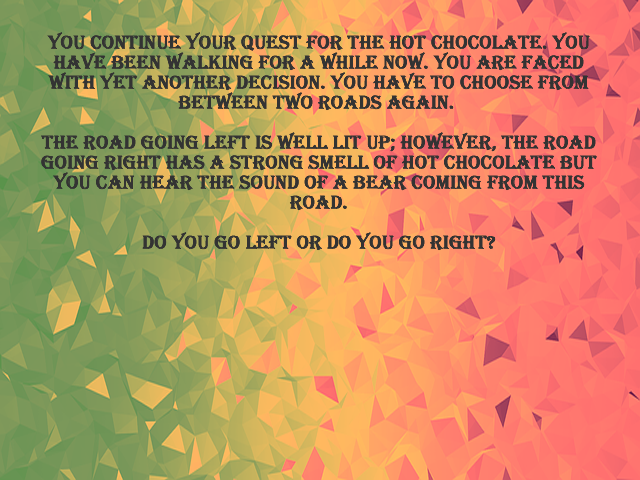 YOU CONTINUE YOUR QUEST FOR THE HOT CHOCOLATE. YOU
HAVE BEEN WALKING FOR A WHILE NOW. YOU ARE FACED
WITH YET ANOTHER DECISION. YOU HAVE TO CHOOSE FROM
BETWEEN TWO ROADS AGAIN.
THE ROAD GOING LEFT IS WELL LIT UP; HOWEVER, THE ROAD
GOING RIGHT HAS A STRONG SMELL OF HOT CHOCOLATE BUT
YOU CAN HEAR THE SOUND OF A BEAR COMING FROM THIS
ROAD.
DO YOU GO LEFT OR DO YOU GO RIGHT?